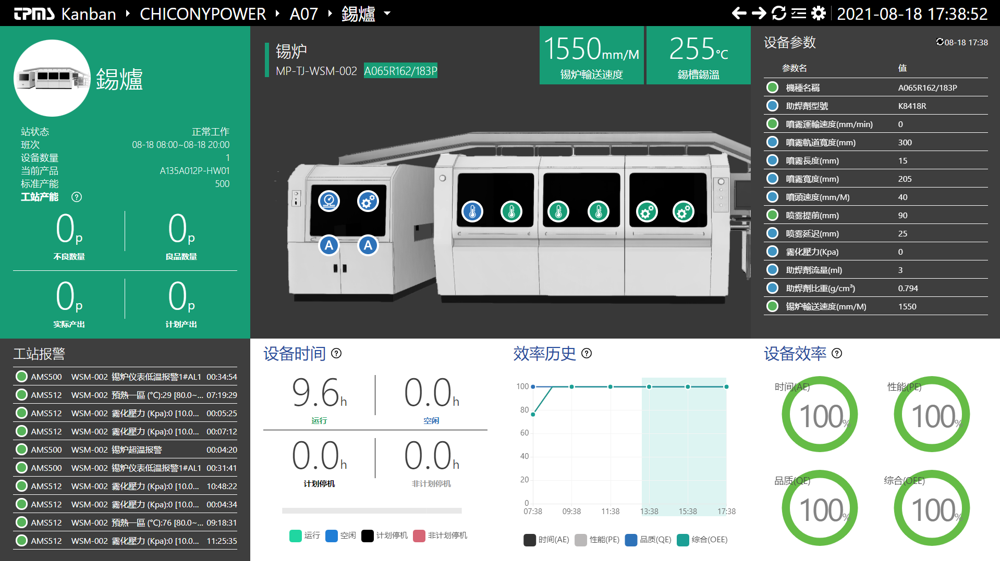 TPMS Kanban CHICONYPOWER A07 錫爐
2021-08-18 17:38:52
錫爐
站状态 正常工作
班次 08-18 08:00~08-18 20:00
设备数量 1
当前产品 A135A012P-HW01
标准产能 500
工站产能 ?
0p 0p
不良数量 良品数量
0p 0p
实际产出 计划产出
锡炉
MP-TJ-WSM-002 A065R162/183P
1550mm/M
锡炉輸送速度
255°C
錫槽錫溫
A A
设备参数 08-18 17:38
参数名 值
機種名稱 A065R162/183P
助焊劑型號 K8418R
噴霧運輸速度(mm/min) 0
噴霧軌道寬度(mm) 300
噴霧長度(mm) 15
噴霧寬度(mm) 205
噴頭速度(mm/M) 40
喷雾提前(mm) 90
喷雾延迟(mm) 25
霧化壓力(Kpa) 0
助焊劑流量(ml) 3
助焊劑比重(g/cm³) 0.794
锡炉輸送速度(mm/M) 1550
工站报警
AMS500 WSM-002 锡炉仪表低温报警1#AL1 00:34:54
AMS512 WSM-002 預熱一區 (°C):29 [80.0~... 07:19:29
AMS512 WSM-002 霧化壓力 (Kpa):0 [10.0... 00:05:25
AMS512 WSM-002 霧化壓力 (Kpa):0 [10.0... 00:07:12
AMS500 WSM-002 锡炉超温报警 00:04:20
AMS500 WSM-002 锡炉仪表低温报警1#AL1 00:31:41
AMS512 WSM-002 霧化壓力 (Kpa):0 [10.0... 10:48:22
AMS512 WSM-002 霧化壓力 (Kpa):0 [10.0... 00:04:34
AMS512 WSM-002 預熱一區 (°C):76 [80.0~... 09:18:31
AMS512 WSM-002 霧化壓力 (Kpa):0 [10.0... 11:25:35
设备时间 ?
9.6h 0.0h
运行 空闲
0.0h 0.0h
计划停机 非计划停机
运行 空闲 计划停机 非计划停机
效率历史 ?
100
80
60
40
20
0
07:38 09:38 11:38 13:38 15:38 17:38
时间(AE) 性能(PE) 品质(QE) 综合(OEE)
设备效率 ?
时间(AE) 性能(PE)
100% 100%
品质(QE) 综合(OEE)
100% 100%